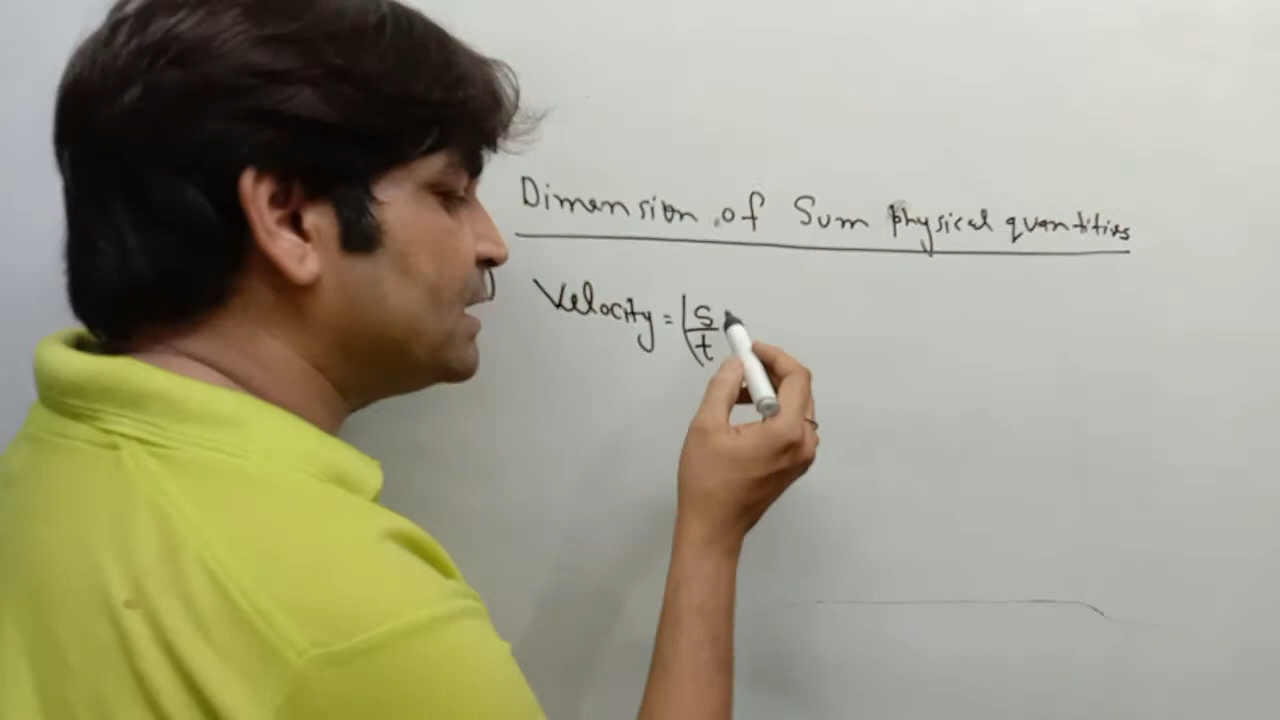 Dimension of Sum physical quantities
) Velocity = (S/t